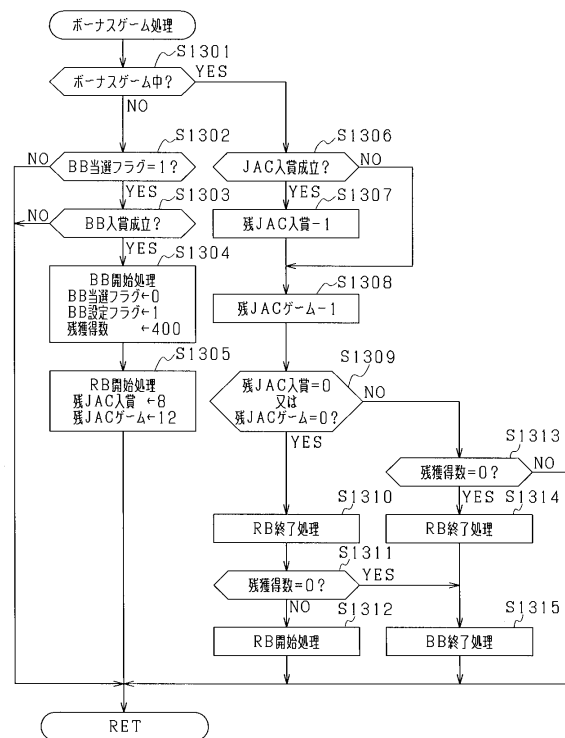 ボーナスゲーム処理
S1301
ボーナスゲーム中?
YES
NO
S1302
NO
BB当選フラグ=1?
YES
S1303
NO
BB入賞成立?
YES
S1304
BB開始処理
BB当選フラグ←0
BB設定フラグ←1
残獲得数 ←400
S1305
RB開始処理
残JAC入賞 ←8
残JACゲーム←12
S1306
JAC入賞成立?
NO
YES
S1307
残JAC入賞-1
S1308
残JACゲーム-1
S1309
残JAC入賞=0
又は
残JACゲーム=0?
NO
YES
S1313
残獲得数=0?
NO
YES
S1310
RB終了処理
S1314
RB終了処理
S1311
残獲得数=0?
YES
NO
S1312
RB開始処理
S1315
BB終了処理
RET